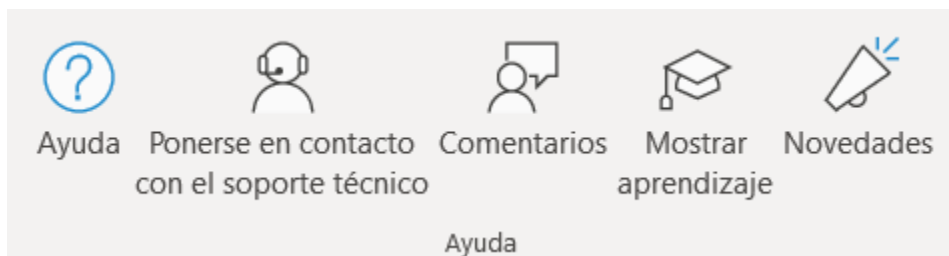 Ayuda
Ponerse en contacto
con el soporte técnico
Comentarios
Mostrar
aprendizaje
Novedades
Ayuda